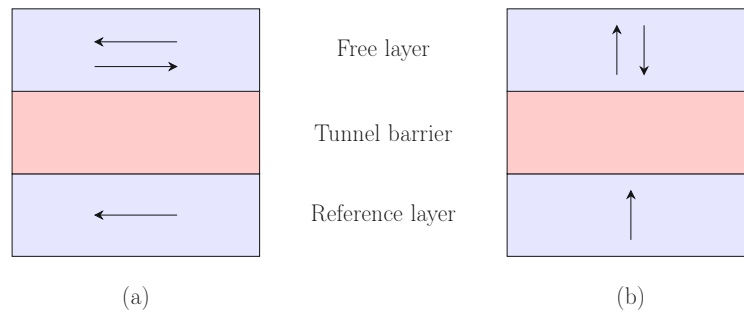 Free layer
Tunnel barrier
Reference layer
(a)
(b)